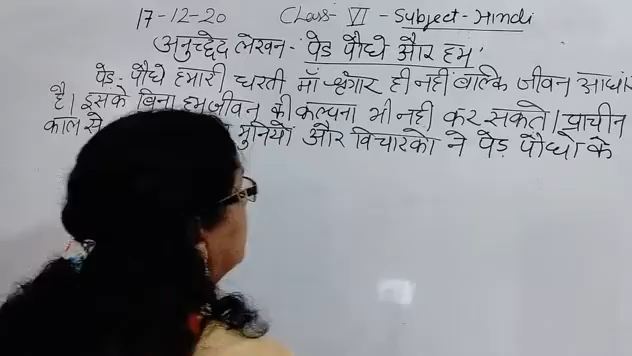 17-12-20 Class- VI - Subject - Hindi
अनुच्छेद लेखन - 'पेड़ पौधे और हम'
पेड़ - पौधे हमारी धरती माँ श्रृंगार ही नहीं बल्कि जीवन आधार
है। इसके बिना हम जीवन की कल्पना भी नही कर सकते। प्राचीन
काल से मुनियों और विचारको ने पेड़ पौधों के